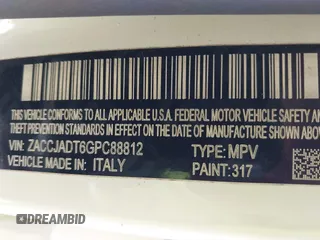 THIS VEHICLE CONFORMS TO ALL APPLICABLE U.S.A. FEDERAL MOTOR VEHICLE SAFETY AN
THEFT PREVENTION STANDARDS IN EFFECT ON THE DATE OF MANUFACTURE SHOWN A
VIN: ZACCJADT6GPC88812 TYPE: MPV
VEHICLE MADE IN: ITALY PAINT: 317
DREAMBID